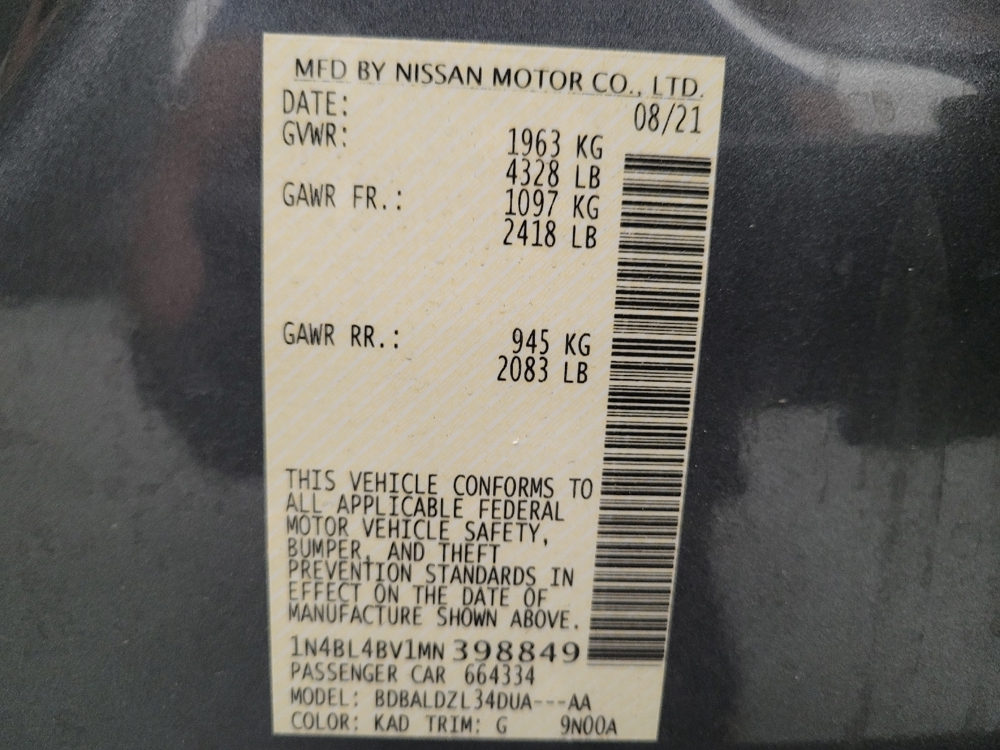 MFD BY NISSAN MOTOR CO., LTD.
DATE: 08/21
GVWR: 1963 KG
4328 LB
GAWR FR.: 1097 KG
2418 LB
GAWR RR.: 945 KG
2083 LB
THIS VEHICLE CONFORMS TO
ALL APPLICABLE FEDERAL
MOTOR VEHICLE SAFETY,
BUMPER, AND THEFT
PREVENTION STANDARDS IN
EFFECT ON THE DATE OF
MANUFACTURE SHOWN ABOVE.
1N4BL4BV1MN 398849
PASSENGER CAR 664334
MODEL: BDBALDZL34DUA---AA
COLOR: KAD TRIM: G 9N00A